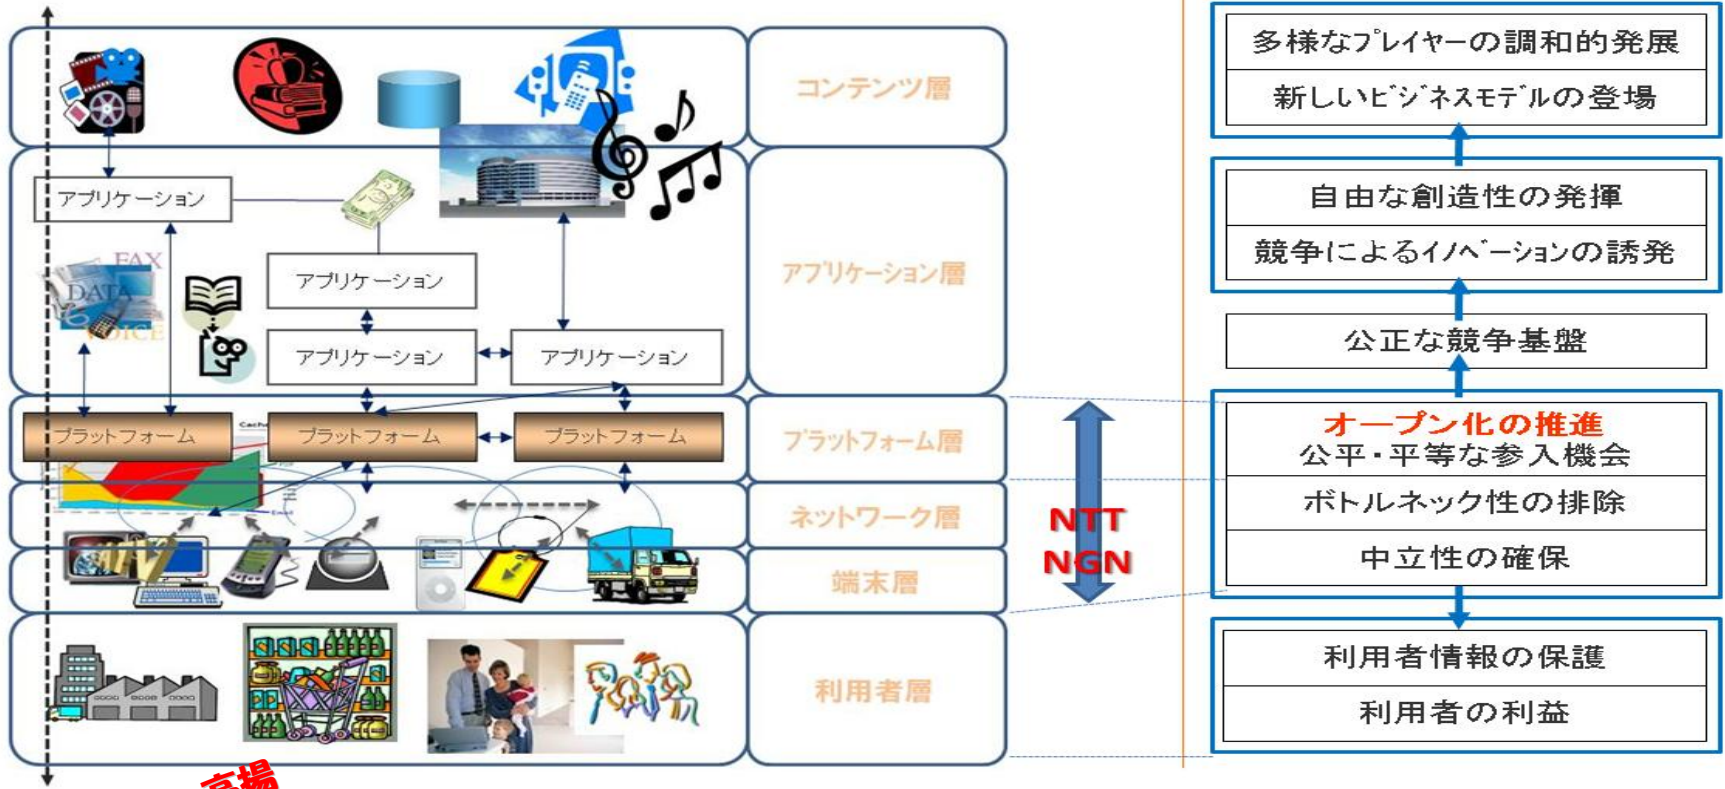 コンテンツ層
アプリケーション
FAX
DATA
VOICE
アプリケーション
アプリケーション
アプリケーション
アプリケーション層
プラットフォーム
プラットフォーム
プラットフォーム
プラットフォーム層
Cache
Email
ネットワーク層
端末層
利用者層
NTT
NGN
多様なプレイヤーの調和的発展
新しいビジネスモデルの登場
自由な創造性の発揮
競争によるイノベーションの誘発
公正な競争基盤
オープン化の推進
公平・平等な参入機会
ボトルネック性の排除
中立性の確保
利用者情報の保護
利用者の利益
高揚